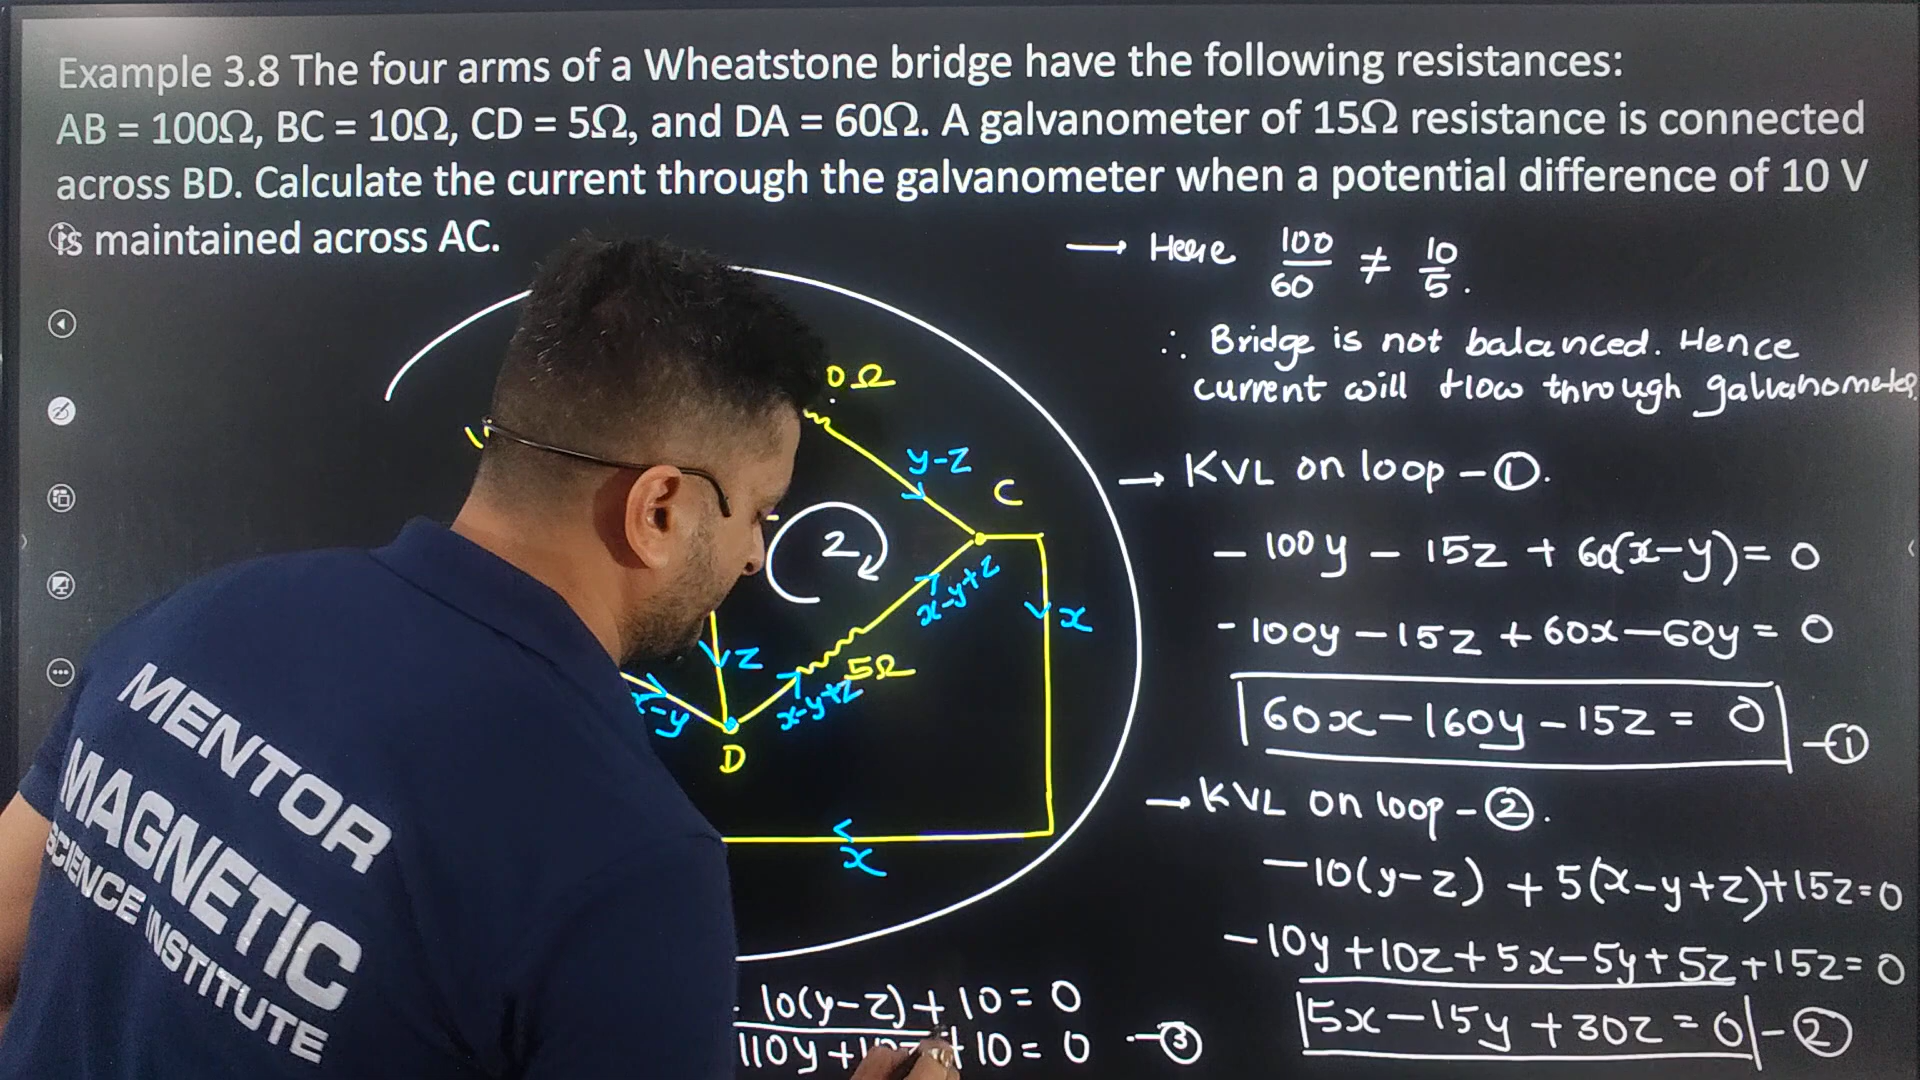 Example 3.8 The four arms of a Wheatstone bridge have the following resistances:
AB = 100Ω, BC = 10Ω, CD = 5Ω, and DA = 60Ω. A galvanometer of 15Ω resistance is connected
across BD. Calculate the current through the galvanometer when a potential difference of 10 V
is maintained across AC.
→ Here 100/60 ≠ 10/5.
∴ Bridge is not balanced. Hence
current will flow through galvanometer.
→ KVL on loop - ①.
- 100y - 15z + 60(x-y) = 0
- 100y - 15z + 60x - 60y = 0
60x - 160y - 15z = 0 - ①
→ KVL on loop - ②.
-10(y-z) + 5(x-y+z) + 15z = 0
-10y + 10z + 5x - 5y + 5z + 15z = 0
5x - 15y + 30z = 0 - ②
0Ω
y-z
C
2
x-y+z
x
z
5Ω
x-y+z
x-y
D
x
10(y-z) + 10 = 0
110y + 10z + 10 = 0 - ③
MENTOR
MAGNETIC
SCIENCE INSTITUTE